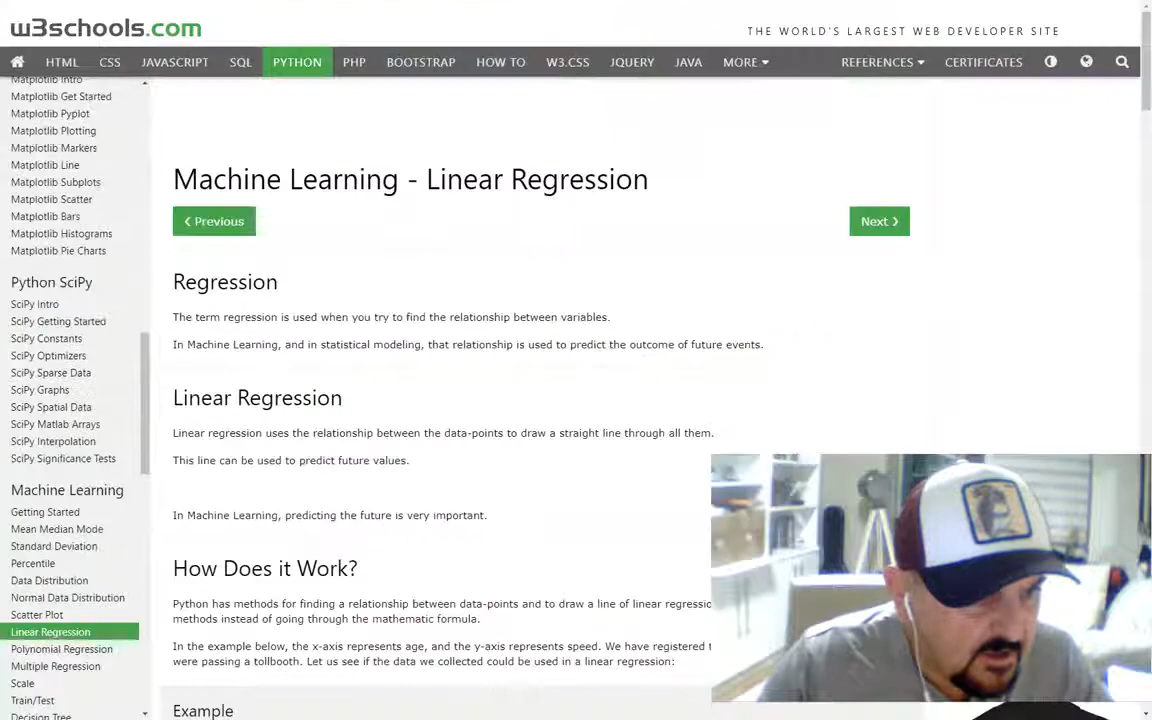 w3schools.com
THE WORLD'S LARGEST WEB DEVELOPER SITE
HTML CSS JAVASCRIPT SQL PYTHON PHP BOOTSTRAP HOW TO W3.CSS JQUERY JAVA MORE REFERENCES CERTIFICATES
Matplotlib Intro
Matplotlib Get Started
Matplotlib Pyplot
Matplotlib Plotting
Matplotlib Markers
Matplotlib Line
Matplotlib Subplots
Matplotlib Scatter
Matplotlib Bars
Matplotlib Histograms
Matplotlib Pie Charts
Python SciPy
SciPy Intro
SciPy Getting Started
SciPy Constants
SciPy Optimizers
SciPy Sparse Data
SciPy Graphs
SciPy Spatial Data
SciPy Matlab Arrays
SciPy Interpolation
SciPy Significance Tests
Machine Learning
Getting Started
Mean Median Mode
Standard Deviation
Percentile
Data Distribution
Normal Data Distribution
Scatter Plot
Linear Regression
Polynomial Regression
Multiple Regression
Scale
Train/Test
Decision Tree
Machine Learning - Linear Regression
❮ Previous
Next ❯
Regression
The term regression is used when you try to find the relationship between variables.
In Machine Learning, and in statistical modeling, that relationship is used to predict the outcome of future events.
Linear Regression
Linear regression uses the relationship between the data-points to draw a straight line through all them.
This line can be used to predict future values.
In Machine Learning, predicting the future is very important.
How Does it Work?
Python has methods for finding a relationship between data-points and to draw a line of linear regressio
methods instead of going through the mathematic formula.
In the example below, the x-axis represents age, and the y-axis represents speed. We have registered t
were passing a tollbooth. Let us see if the data we collected could be used in a linear regression:
Example